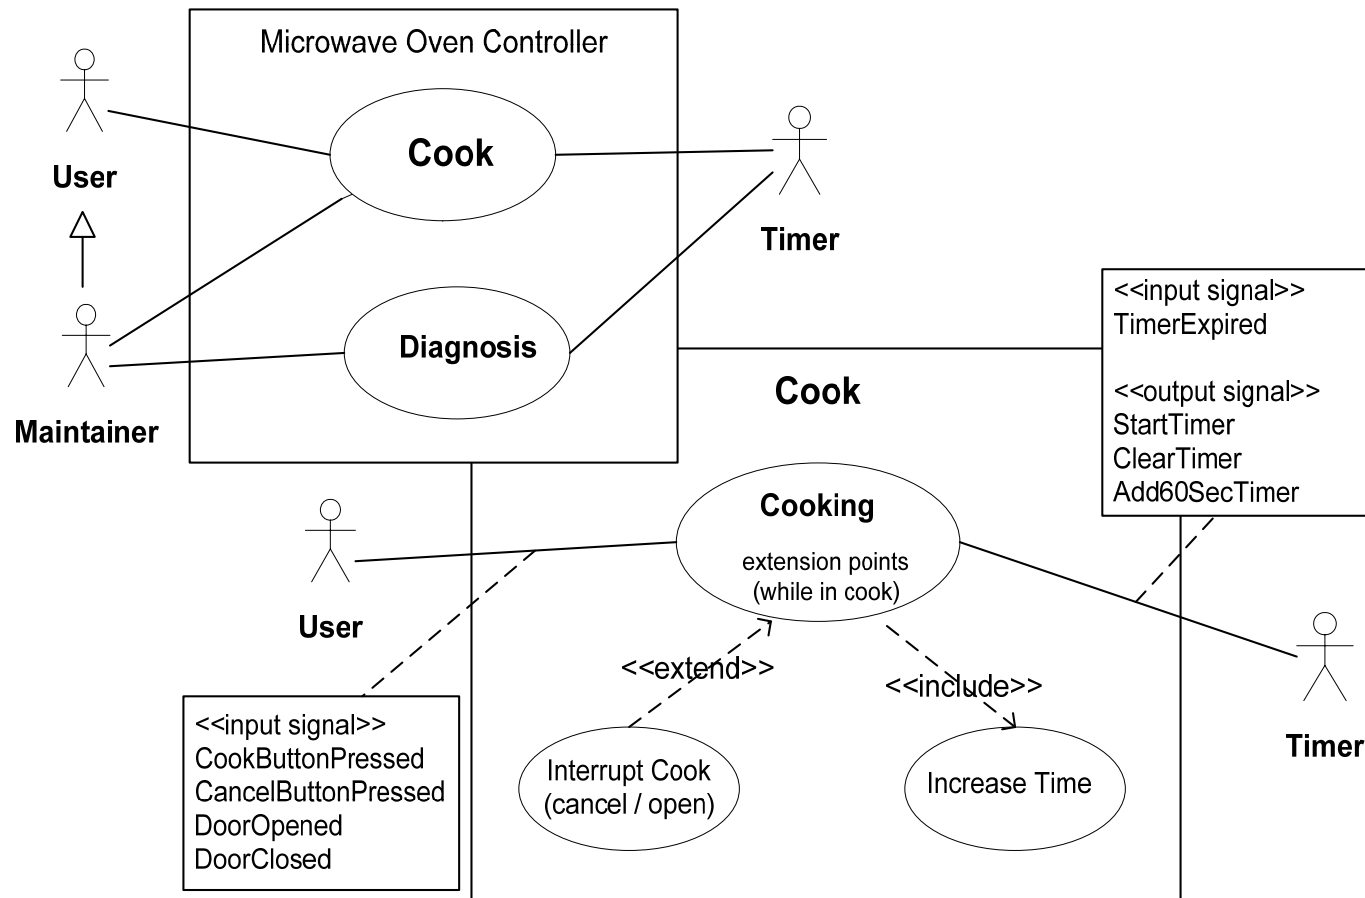 Microwave Oven Controller
User
Cook
Timer
Maintainer
Diagnosis
Cook
<<input signal>>
TimerExpired
<<output signal>>
StartTimer
ClearTimer
Add60SecTimer
User
Cooking
extension points
(while in cook)
Timer
<<extend>>
<<include>>
<<input signal>>
CookButtonPressed
CancelButtonPressed
DoorOpened
DoorClosed
Interrupt Cook
(cancel / open)
Increase Time